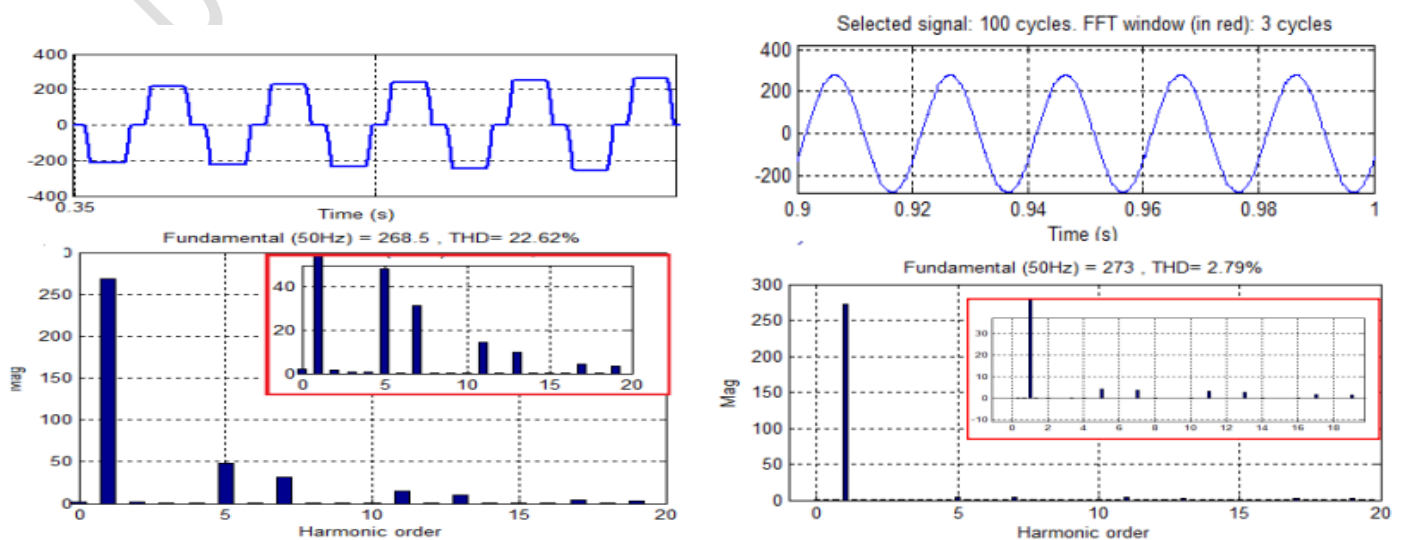 400
200
0
-200
-400
0.35
Time (s)
Fundamental (50Hz) = 268.5 , THD= 22.62%
250
200
150
100
50
0
Mag
0 5 10 15 20
Harmonic order
40
20
0
0 5 10 15 20
Selected signal: 100 cycles. FFT window (in red): 3 cycles
400
200
0
-200
0.9 0.92 0.94 0.96 0.98 1
Time (s)
Fundamental (50Hz) = 273 , THD= 2.79%
300
250
200
150
100
50
0
Mag
0 5 10 15 20
Harmonic order
30
20
10
0
-10
0 2 4 6 8 10 12 14 16 18